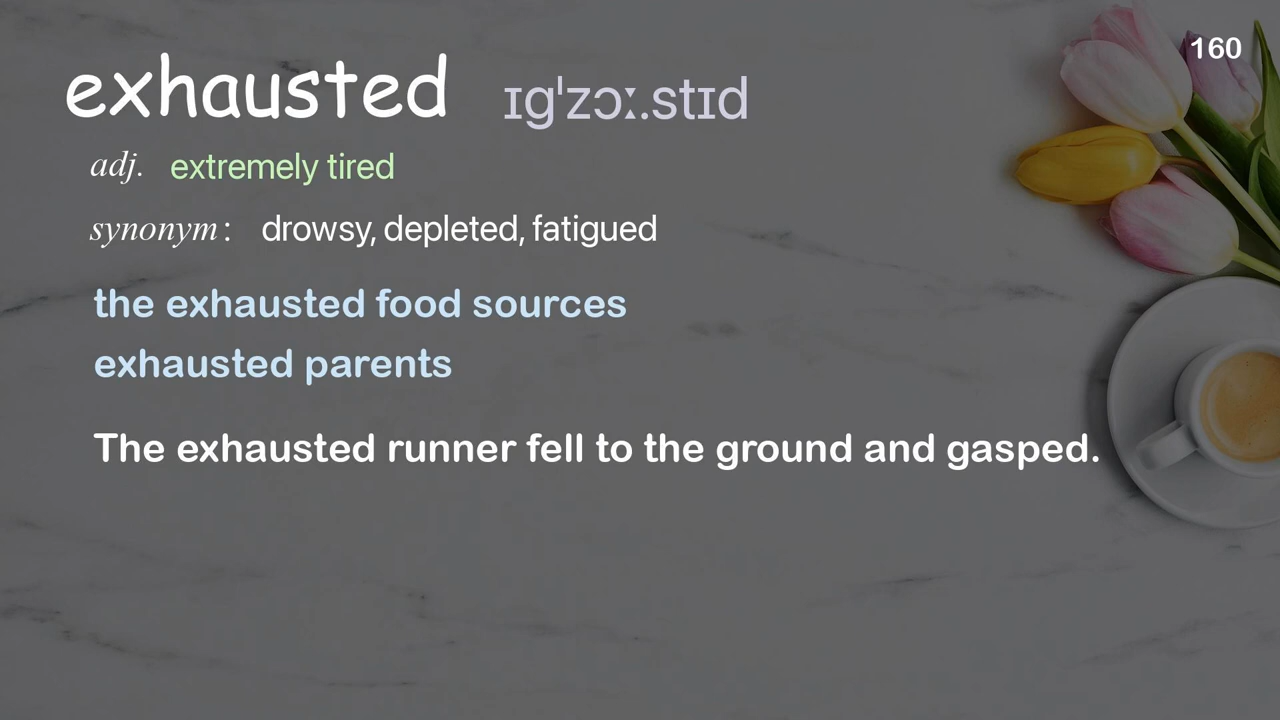 160
exhausted ɪɡˈzɔː.stɪd
adj. extremely tired
synonym: drowsy, depleted, fatigued
the exhausted food sources
exhausted parents
The exhausted runner fell to the ground and gasped.